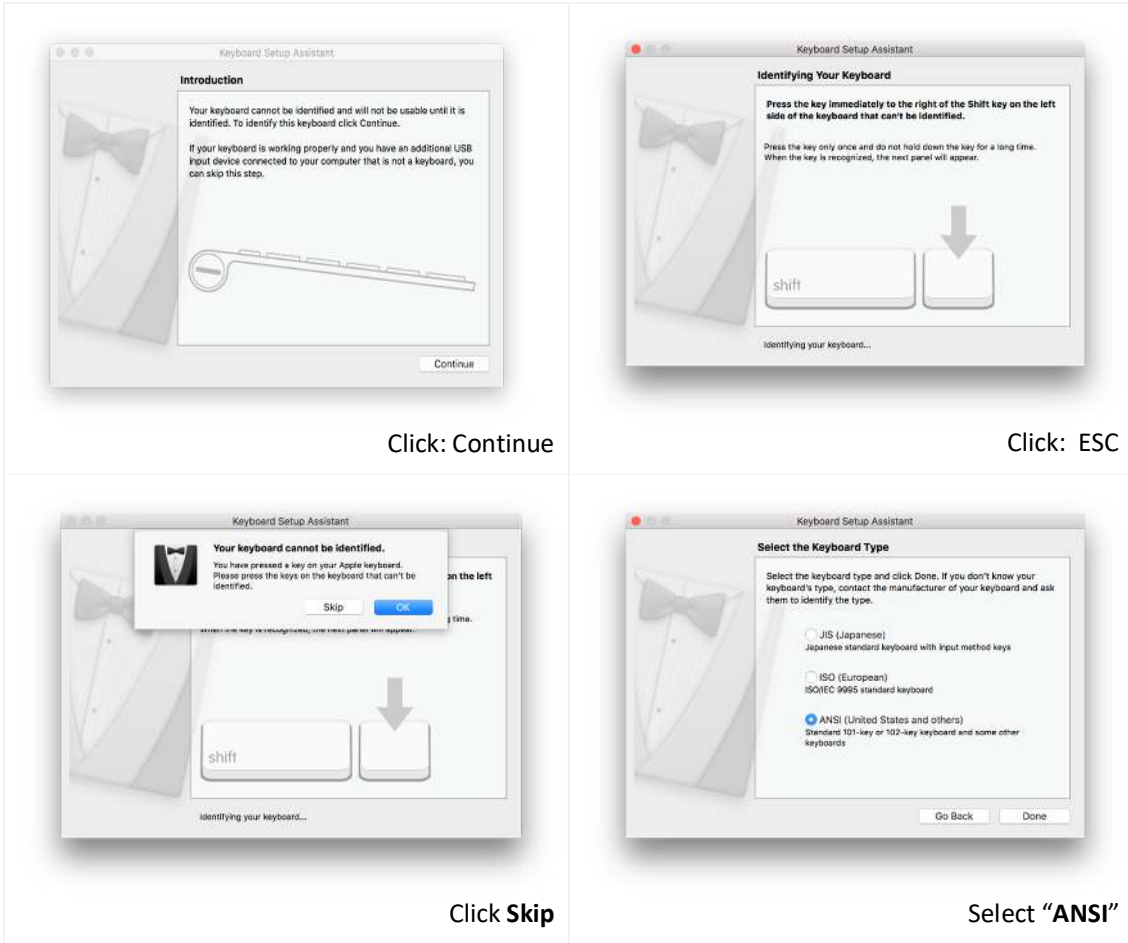 Keyboard Setup Assistant
Introduction
Your keyboard cannot be identified and will not be usable until it is
identified. To identify this keyboard click Continue.
If your keyboard is working properly and you have an additional USB
input device connected to your computer that is not a keyboard, you
can skip this step.
Continue
Click: Continue
Keyboard Setup Assistant
Identifying Your Keyboard
Press the key immediately to the right of the Shift key on the left
side of the keyboard that can't be identified.
Press the key only once and do not hold down the key for a long time.
When the key is recognized, the next panel will appear.
shift
Identifying your keyboard...
Click: ESC
Keyboard Setup Assistant
Your keyboard cannot be identified.
You have pressed a key on your Apple keyboard.
Please press the keys on the keyboard that can't be
identified.
Skip OK
on the left
g time.
When the key is recognized, the next panel will appear.
shift
Identifying your keyboard...
Click Skip
Keyboard Setup Assistant
Select the Keyboard Type
Select the keyboard type and click Done. If you don't know your
keyboard's type, contact the manufacturer of your keyboard and ask
them to identify the type.
JIS (Japanese)
Japanese standard keyboard with input method keys
ISO (European)
ISO/IEC 9995 standard keyboard
ANSI (United States and others)
Standard 101-key or 102-key keyboard and some other
keyboards
Go Back Done
Select “ANSI”